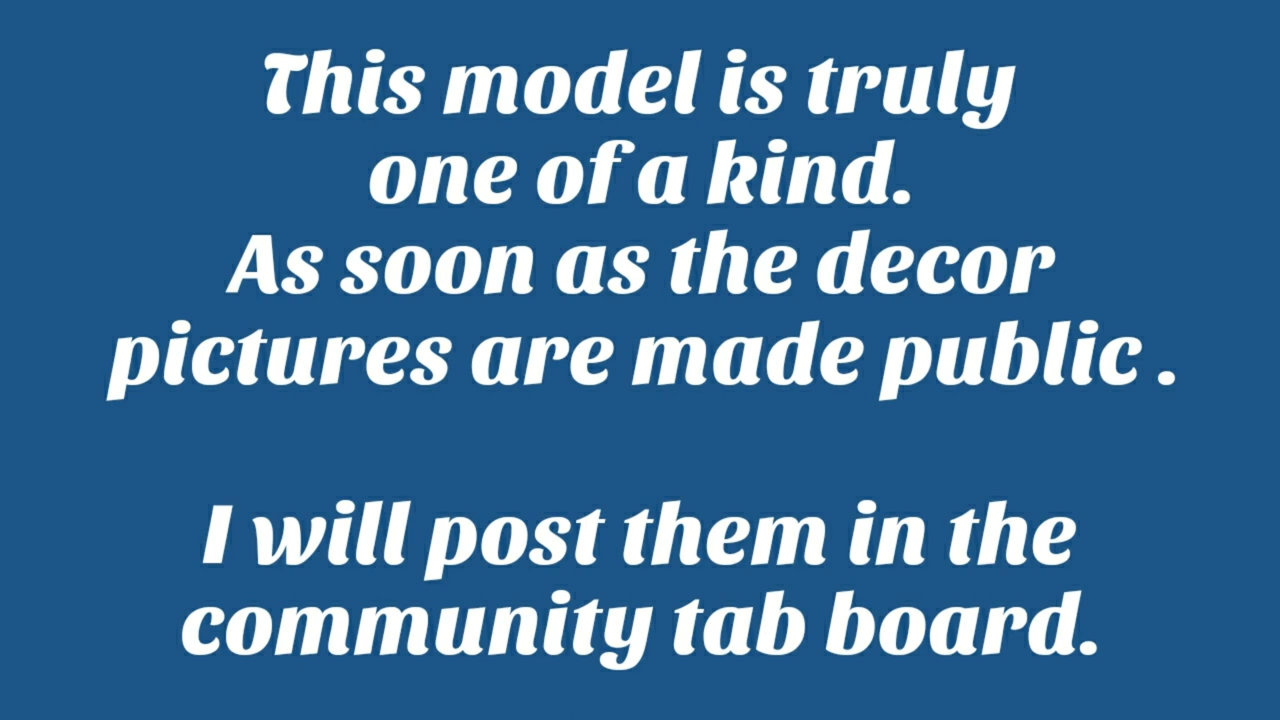 This model is truly
one of a kind.
As soon as the decor
pictures are made public .
I will post them in the
community tab board.